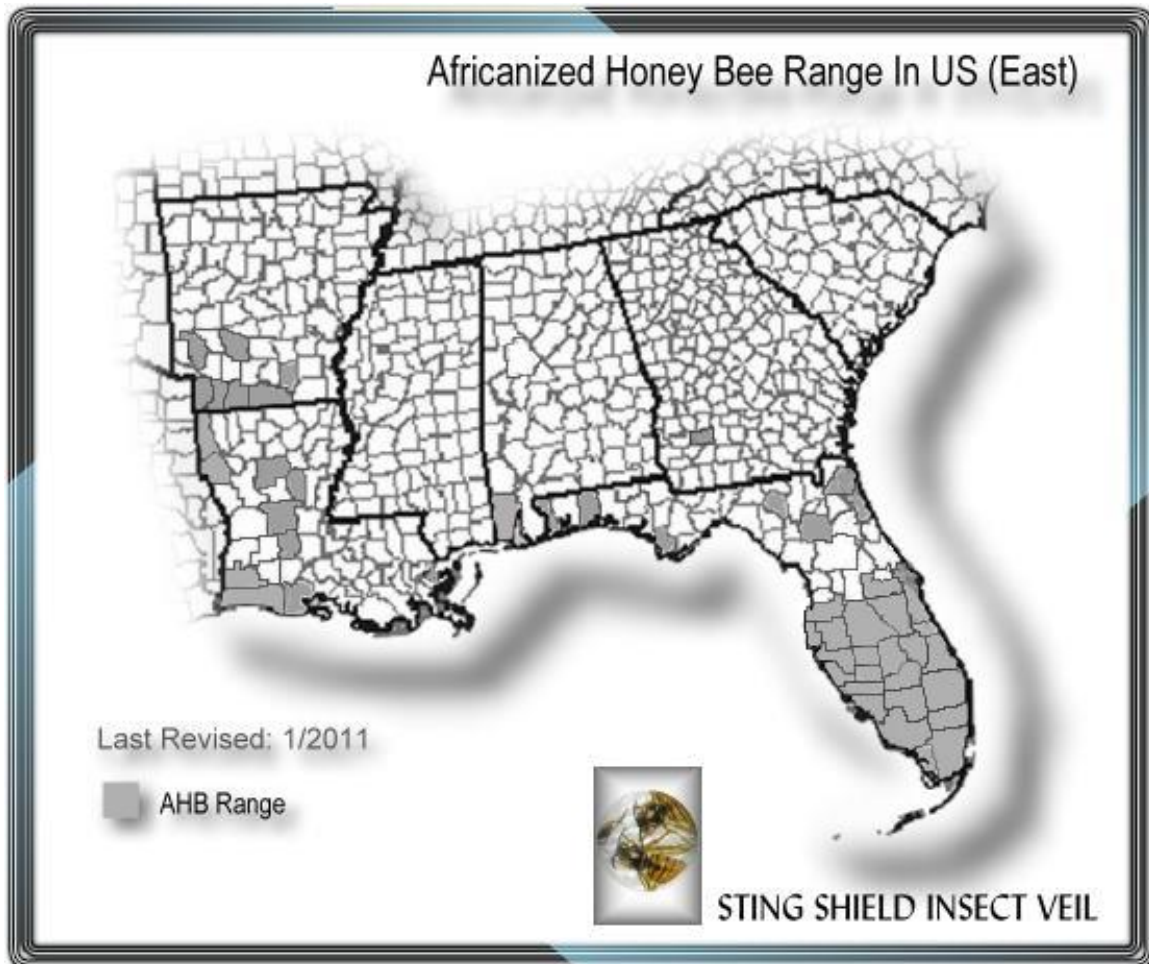 Africanized Honey Bee Range In US (East)
Last Revised: 1/2011
AHB Range
STING SHIELD INSECT VEIL